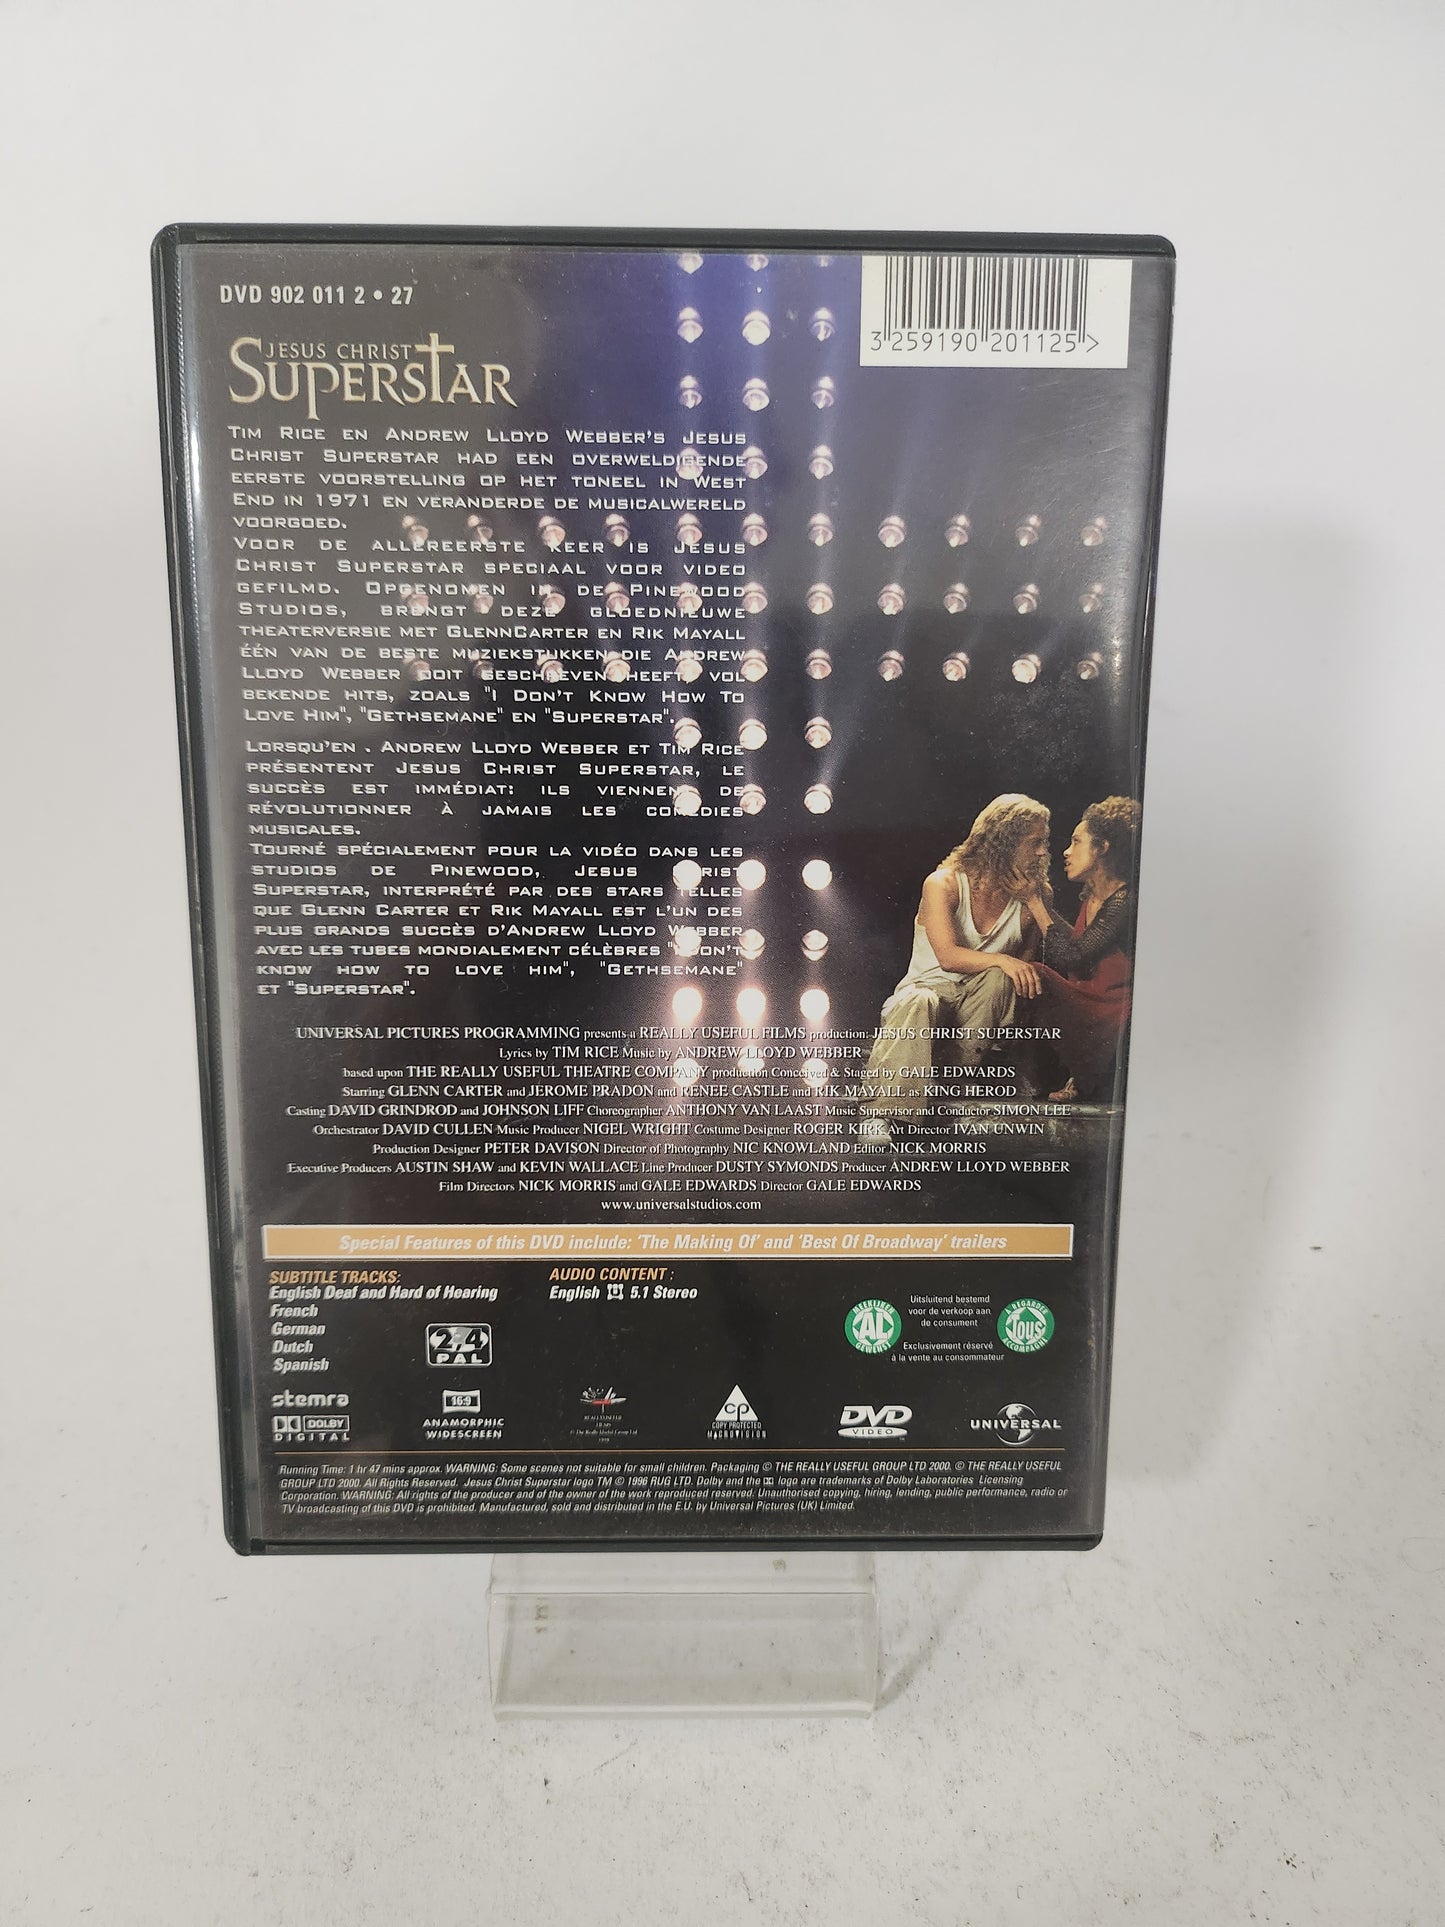 DVD 902 011 2 • 27
3 259190 201125 >
JESUS CHRIST
SUPERSTAR
TIM RICE EN ANDREW LLOYD WEBBER'S JESUS
CHRIST SUPERSTAR HAD EEN OVERWELDIGENDE
EERSTE VOORSTELLING OP HET TONEEL IN WEST
END IN 1971 EN VERANDERDE DE MUSICALWERELD
VOORGOED.
VOOR DE ALLEREERSTE KEER IS JESUS
CHRIST SUPERSTAR SPECIAAL VOOR VIDEO
GEFILMD. OPGENOMEN IN DE PINEWOOD
STUDIOS, BRENGT DEZE GLOEDNIEUWE
THEATERVERSIE MET GLENNCARTER EN RIK MAYALL
ÉÉN VAN DE BESTE MUZIEKSTUKKEN DIE ANDREW
LLOYD WEBBER OOIT GESCHREVEN HEEFT, VOL
BEKENDE HITS, ZOALS "I DON'T KNOW HOW TO
LOVE HIM", "GETHSEMANE" EN "SUPERSTAR".
LORSQU'EN . ANDREW LLOYD WEBBER ET TIM RICE
PRÉSENTENT JESUS CHRIST SUPERSTAR, LE
SUCCÈS EST IMMÉDIAT: ILS VIENNENT DE
RÉVOLUTIONNER À JAMAIS LES COMÉDIES
MUSICALES.
TOURNÉ SPÉCIALEMENT POUR LA VIDÉO DANS LES
STUDIOS DE PINEWOOD, JESUS CHRIST
SUPERSTAR, INTERPRÉTÉ PAR DES STARS TELLES
QUE GLENN CARTER ET RIK MAYALL EST L'UN DES
PLUS GRANDS SUCCÈS D'ANDREW LLOYD WEBBER
AVEC LES TUBES MONDIALEMENT CÉLÈBRES "I DON'T
KNOW HOW TO LOVE HIM", "GETHSEMANE"
ET "SUPERSTAR".
UNIVERSAL PICTURES PROGRAMMING presents a REALLY USEFUL FILMS production: JESUS CHRIST SUPERSTAR
Lyrics by TIM RICE Music by ANDREW LLOYD WEBBER
based upon THE REALLY USEFUL THEATRE COMPANY production Conceived & Staged by GALE EDWARDS
Starring GLENN CARTER and JÉROME PRADON and RENEE CASTLE and RIK MAYALL as KING HEROD
Casting DAVID GRINDROD and JOHNSON LIFF Choreographer ANTHONY VAN LAAST Music Supervisor and Conductor SIMON LEE
Orchestrator DAVID CULLEN Music Producer NIGEL WRIGHT Costume Designer ROGER KIRK Art Director IVAN UNWIN
Production Designer PETER DAVISON Director of Photography NIC KNOWLAND Editor NICK MORRIS
Executive Producers AUSTIN SHAW and KEVIN WALLACE Line Producer DUSTY SYMONDS Producer ANDREW LLOYD WEBBER
Film Directors NICK MORRIS and GALE EDWARDS Director GALE EDWARDS
www.universalstudios.com
Special Features of this DVD include: 'The Making Of' and 'Best Of Broadway' trailers
SUBTITLE TRACKS:
English Deaf and Hard of Hearing
French
German
Dutch
Spanish
AUDIO CONTENT :
English 5.1 Stereo
2,4
PAL
MEEKIJKEN
AL
GEWENST
Uitsluitend bestemd
voor de verkoop aan
de consument
Exclusivement réservé
à la vente au consommateur
A REGARDER
TOUS
ACCOMPAGNÉ
stemra
DOLBY
DIGITAL
16:9
ANAMORPHIC
WIDESCREEN
CP
COPY PROTECTED
MACROVISION
DVD
VIDEO
UNIVERSAL
Running Time: 1 hr 47 mins approx. WARNING: Some scenes not suitable for small children. Packaging © THE REALLY USEFUL GROUP LTD 2000. © THE REALLY USEFUL
GROUP LTD 2000. All Rights Reserved. Jesus Christ Superstar logo TM © 1996 RUG LTD. Dolby and the DD logo are trademarks of Dolby Laboratories Licensing
Corporation. WARNING: All rights of the producer and of the owner of the work reproduced reserved. Unauthorised copying, hiring, lending, public performance, radio or
TV broadcasting of this DVD is prohibited. Manufactured, sold and distributed in the E.U. by Universal Pictures (UK) Limited.